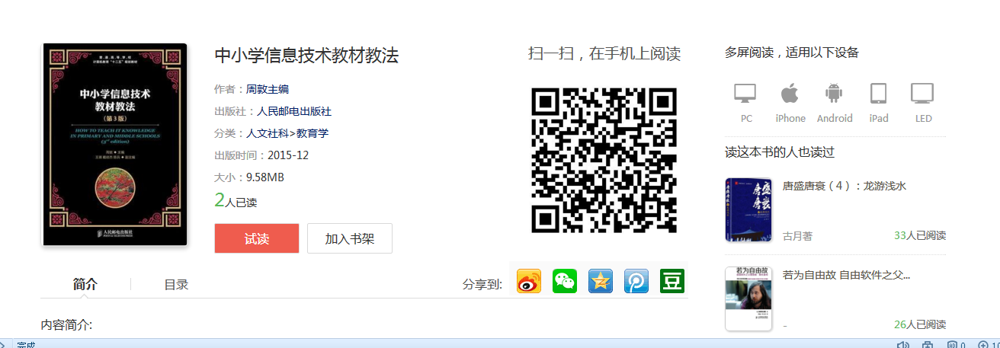 普通高等学校
计算机教育“十二五”规划教材
中小学信息技术
教材教法
（第3版）
HOW TO TEACH IT KNOWLEDGE
IN PRIMARY AND MIDDLE SCHOOLS
(3rd edition)
人民邮电出版社
POSTS & TELECOM PRESS
中小学信息技术教材教法
作者：周敦主编
出版社：人民邮电出版社
分类：人文社科>教育学
出版时间：2015-12
大小：9.58MB
2人已读
试读
加入书架
扫一扫，在手机上阅读
简介
目录
分享到:
豆
内容简介:
多屏阅读，适用以下设备
PC
iPhone
Android
iPad
LED
读这本书的人也读过
盛唐
唐衰
唐盛唐衰（4）：龙游浅水
古月著
33人已阅读
若为自由故
若为自由故 自由软件之父...
-
26人已阅读
完成
0